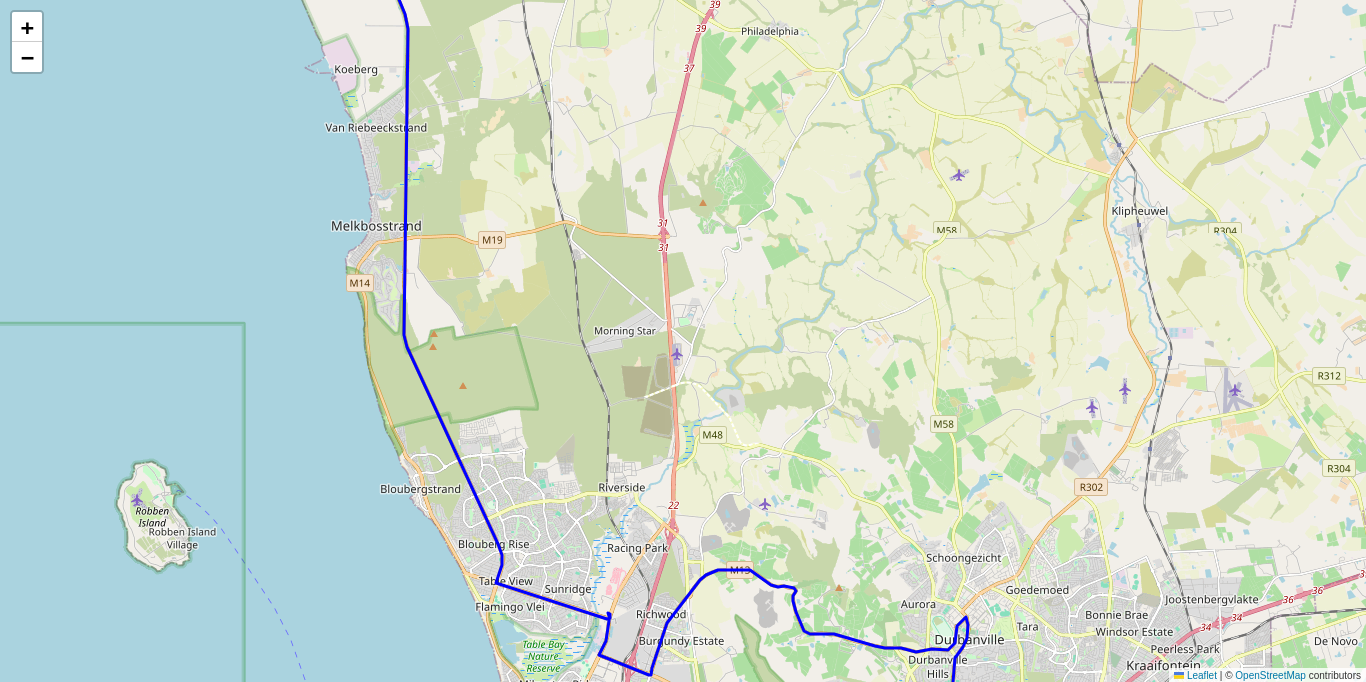 +
−
39
39
Philadelphia
37
Koeberg
Van Riebeeckstrand
Klipheuwel
Melkbosstrand
31
M19
31
M58
R304
M14
Morning Star
R312
M48
M58
R304
Bloubergstrand
Riverside
R302
22
Robben
Island
Robben Island
Village
Blouberg Rise
Racing Park
Schoongezicht
M13
Table View
Sunridge
Goedemoed
36
36
Flamingo Vlei
Richwood
Aurora
Joostenbergvlakte
34
34
Bonnie Brae
Tara
Windsor Estate
Table Bay
Nature
Reserve
Burgundy Estate
Durbanville
De Novo
Peerless Park
Durbanville
Hills
Kraaifontein
Leaflet | © OpenStreetMap contributors